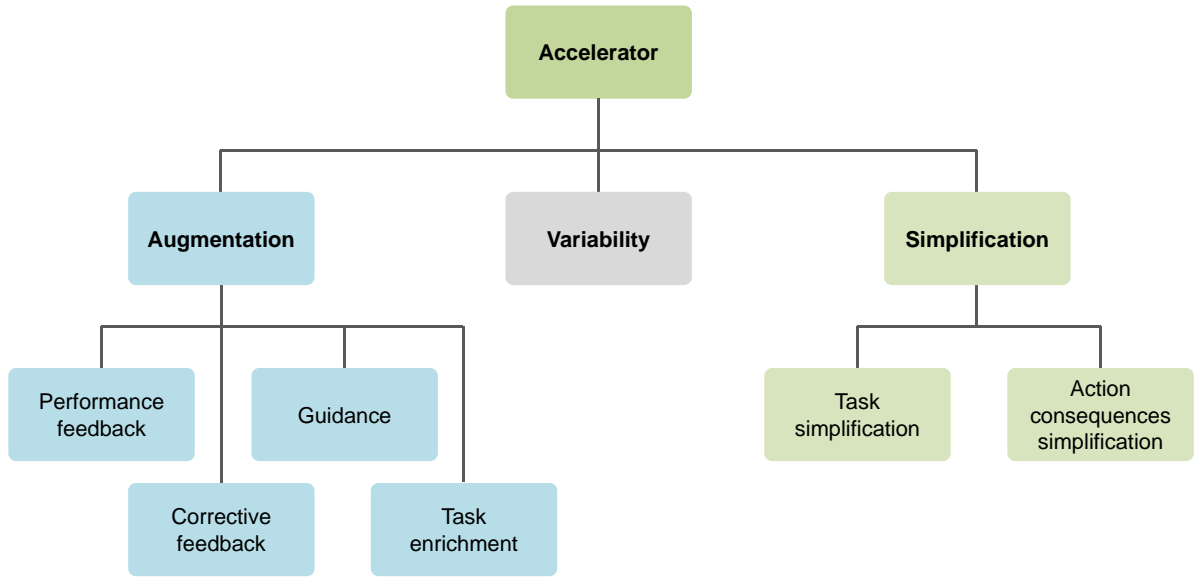 Accelerator
Augmentation
Variability
Simplification
Performance
feedback
Guidance
Task
simplification
Action
consequences
simplification
Corrective
feedback
Task
enrichment